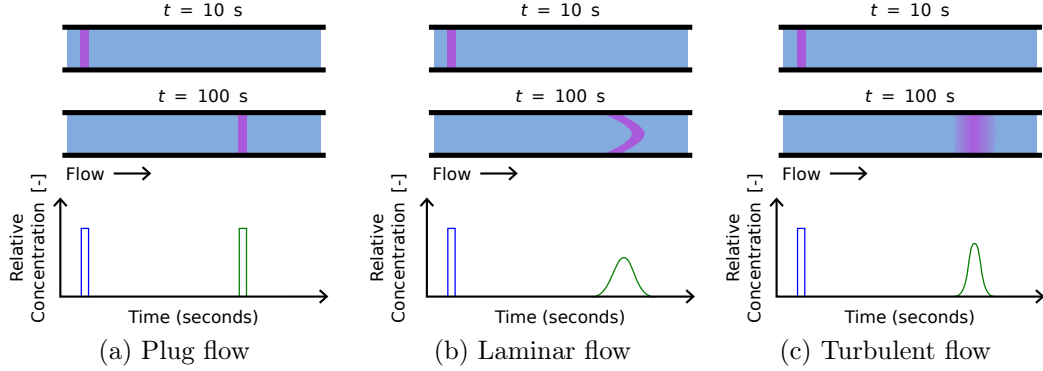 t = 10 s
t = 100 s
Flow
Relative
Concentration [-]
Time (seconds)
(a) Plug flow
t = 10 s
t = 100 s
Flow
Relative
Concentration [-]
Time (seconds)
(b) Laminar flow
t = 10 s
t = 100 s
Flow
Relative
Concentration [-]
Time (seconds)
(c) Turbulent flow